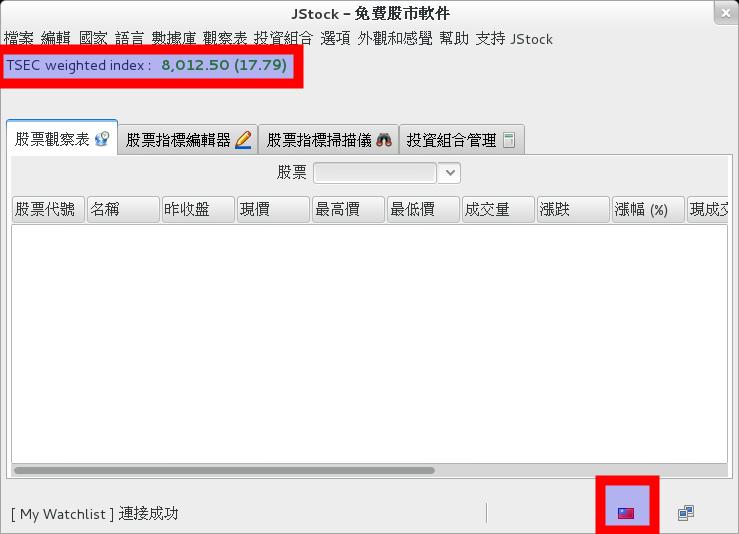 JStock – 免費股市軟件
檔案 編輯 國家 語言 數據庫 觀察表 投資組合 選項 外觀和感覺 幫助 支持 JStock
TSEC weighted index : 8,012.50 (17.79)
股票觀察表 股票指標編輯器 股票指標掃描儀 投資組合管理
股票
股票代號 名稱 昨收盤 現價 最高價 最低價 成交量 漲跌 漲幅 (%) 現成交
[ My Watchlist ] 連接成功